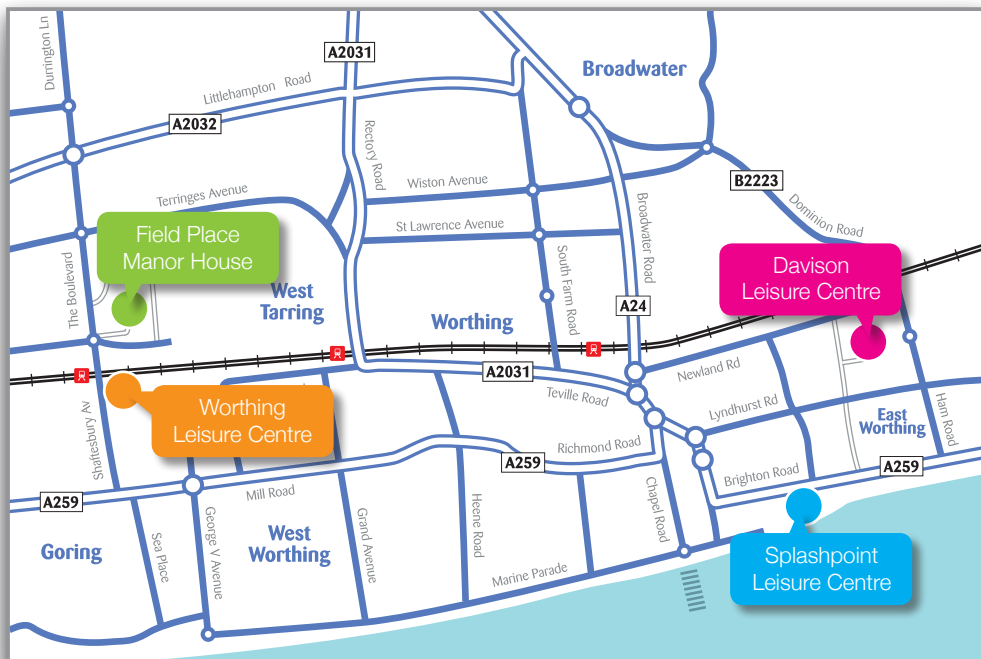 Durrington Ln
A2031
Broadwater
Littlehampton Road
A2032
Rectory Road
Wiston Avenue
B2223
Terringes Avenue
Dominion Road
St Lawrence Avenue
Broadwater Road
Field Place
Manor House
South Farm Road
Davison
Leisure Centre
The Boulevard
West
Tarring
A24
Worthing
A2031
Newland Rd
Teville Road
Shaftesbury Av
Worthing
Leisure Centre
Lyndhurst Rd
East
Worthing
Ham Road
Richmond Road
A259
Brighton Road
A259
A259
Mill Road
Heene Road
Chapel Road
Goring
Sea Place
George V Avenue
West
Worthing
Grand Avenue
Marine Parade
Splashpoint
Leisure Centre